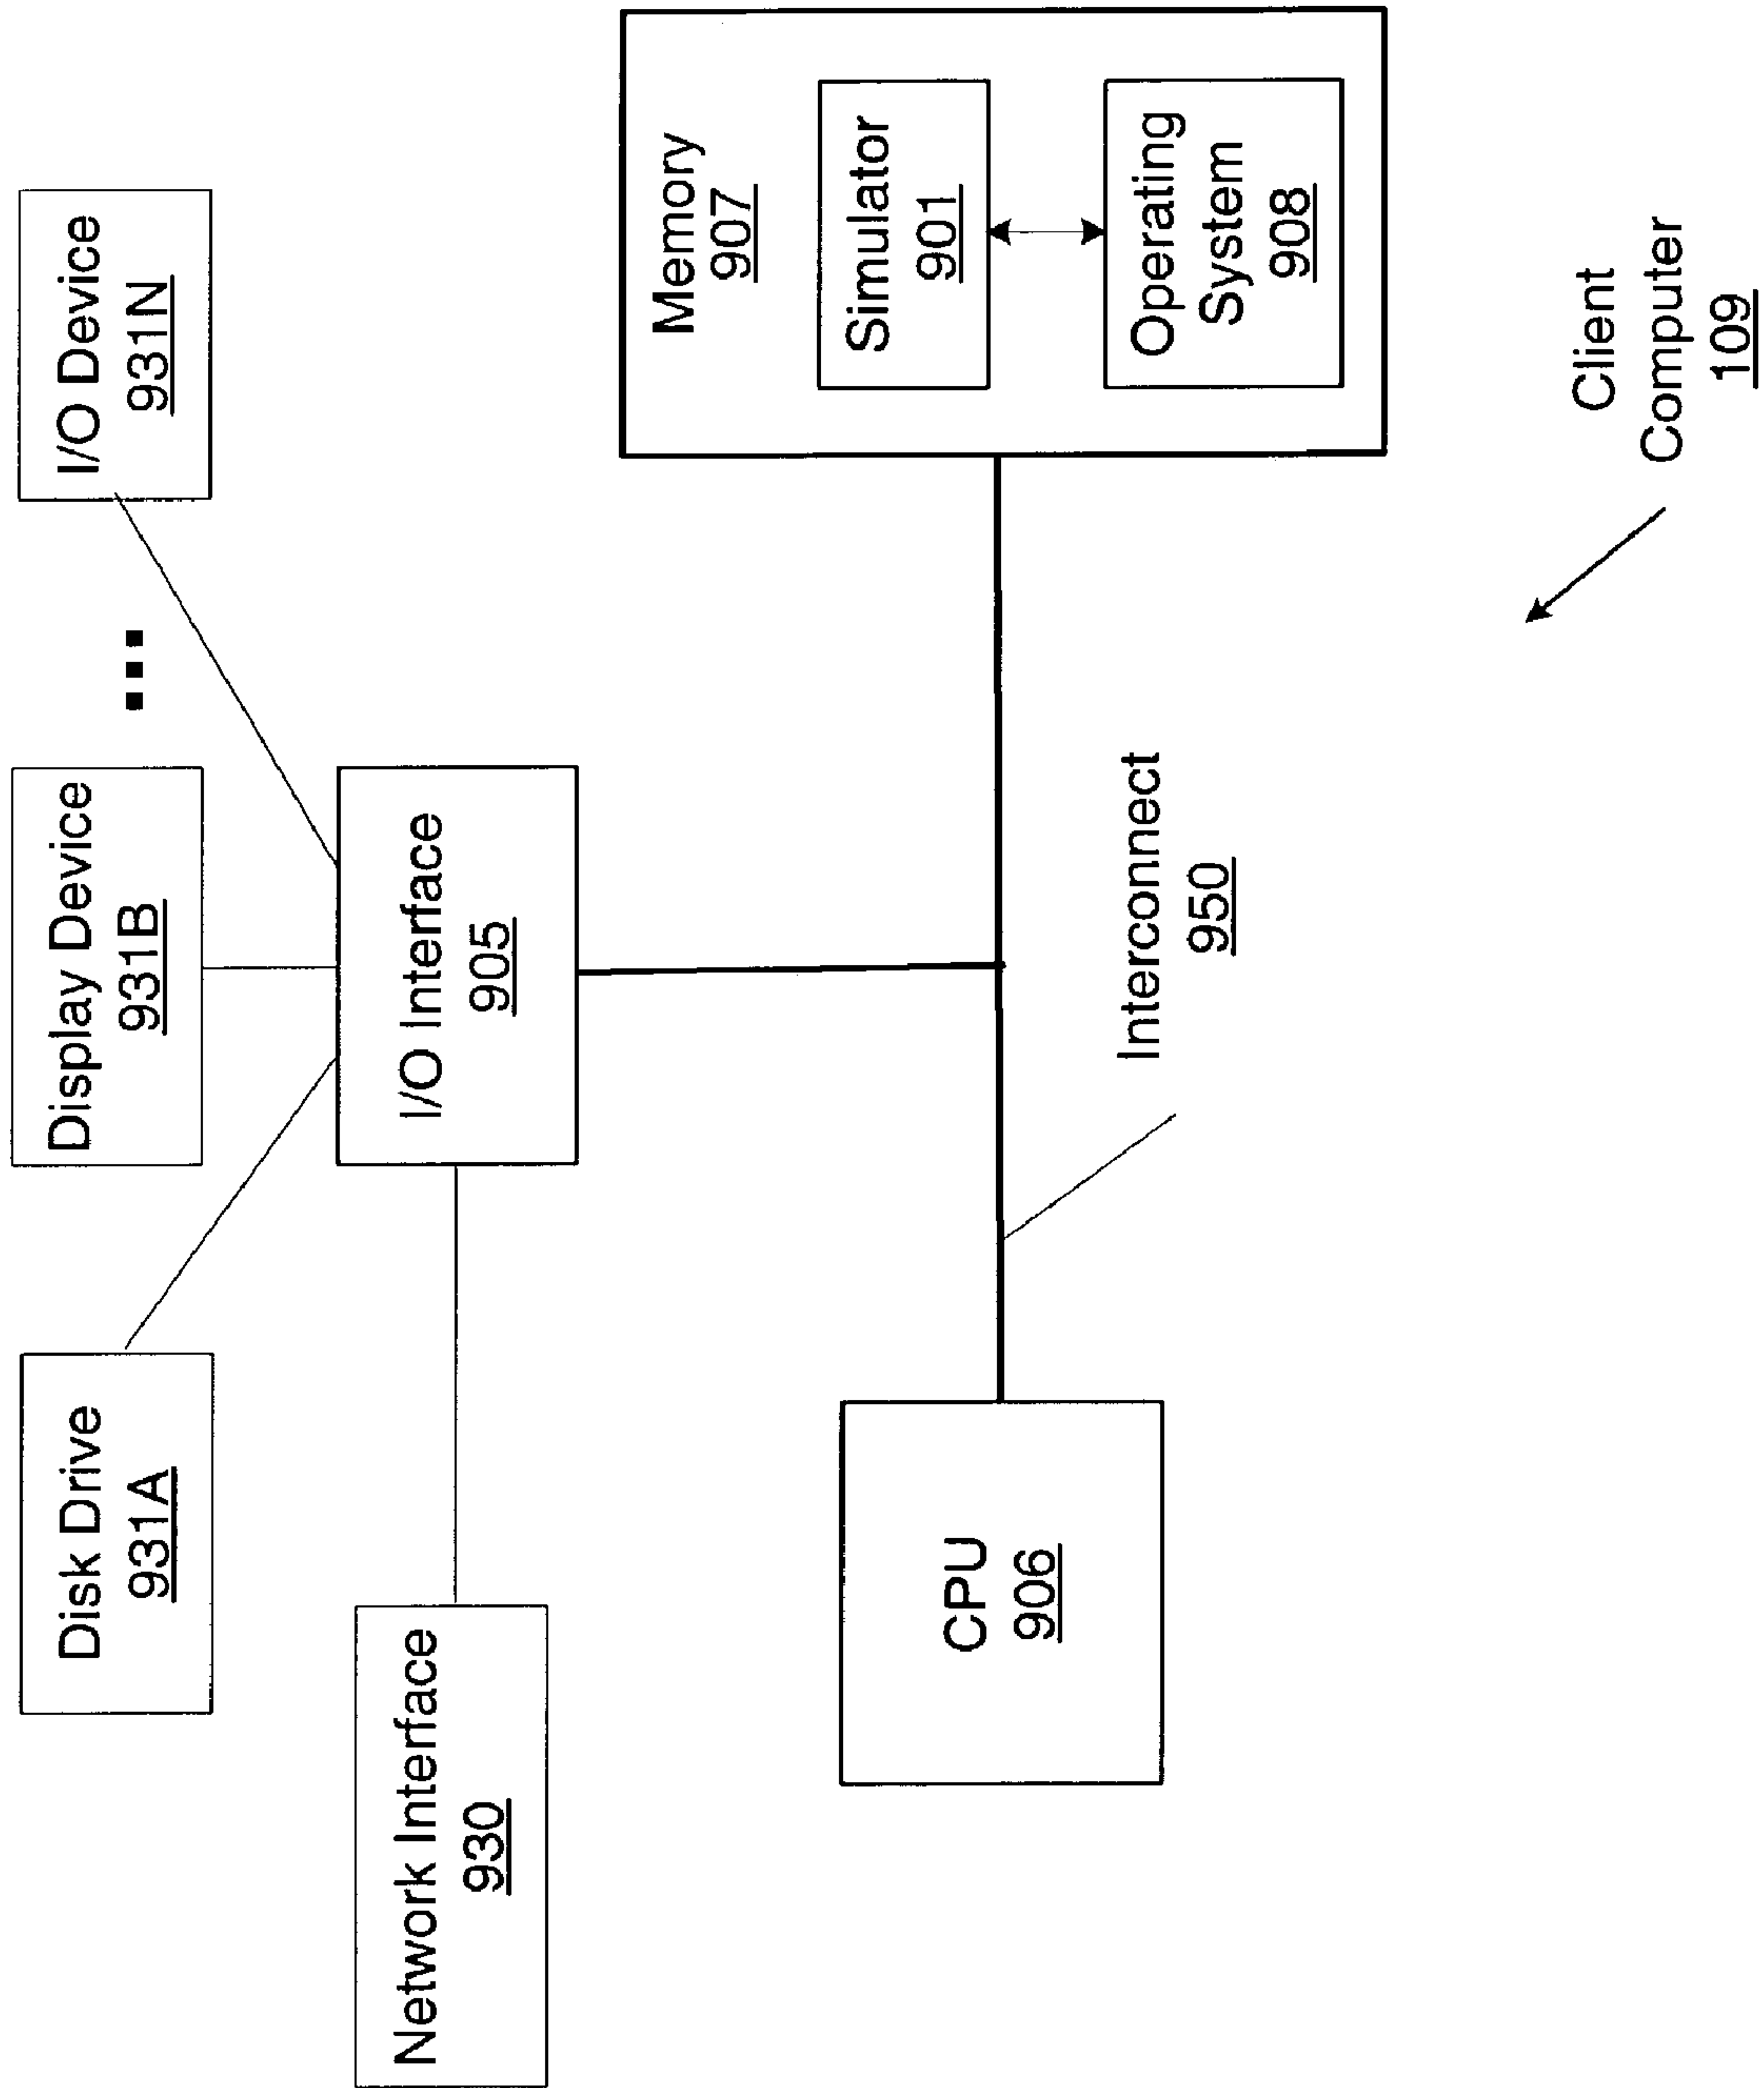 Disk Drive
931A
Display Device
931B
I/O Device
931N
Network Interface
930
I/O Interface
905
CPU
906
Interconnect
950
Memory
907
Simulator
901
Operating
System
908
Client
Computer
109